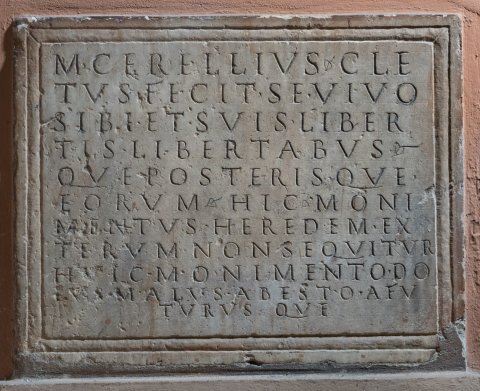 M·CERELLIVS·CLE
TVS·FECIT·SE·VIVO
SIBI·ET·SVIS·LIBER
TIS·LIBERTABVS
QVE·POSTERISQVE
EORVM·HIC·MONI
MENTVS·HEREDEM·EX
TERVM·NON·SEQVITVR
HVIC·MONIMENTO·DO
LVS·MALVS·ABESTO·AFV
TVRVS QVE